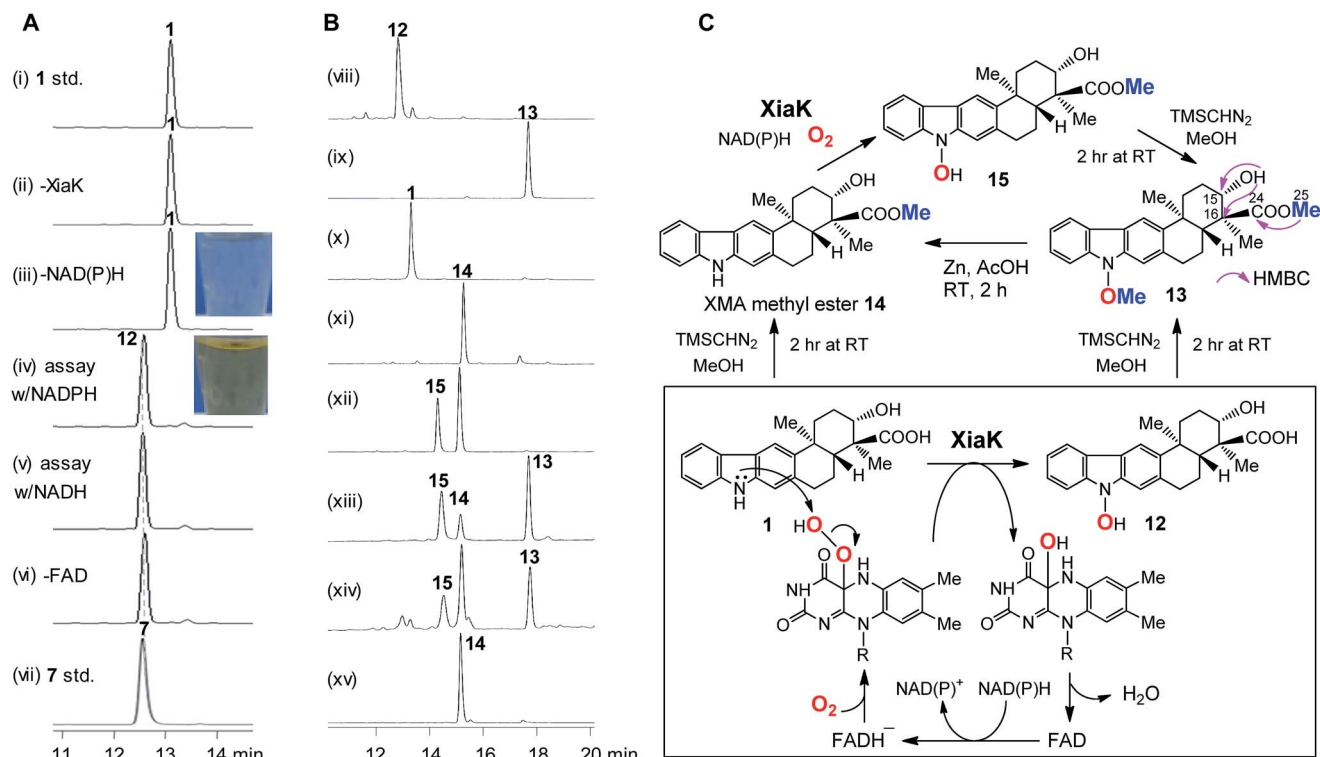 A
1
(i) 1 std.
1
(ii) -XiaK
1
(iii) -NAD(P)H
12
(iv) assay
w/NADPH
(v) assay
w/NADH
(vi) -FAD
7
(vii) 7 std.
11 12 13 14 min
B
12
(viii)
13
(ix)
1
(x)
14
(xi)
(xii)
15
(xiii)
15
14
13
(xiv)
15
13
(xv)
14
12 14 16 18 20 min
C
OH
Me
COOMe
Me
H
N
OH
15
XiaK
NAD(P)H O₂
TMSCHN₂
MeOH
2 hr at RT
OH
Me
COOMe
Me
H
N
H
XMA methyl ester 14
Zn, AcOH
RT, 2 h
OH
15
24
25
Me
16
COOMe
Me
H
N
OMe
13
HMBC
TMSCHN₂
MeOH
2 hr at RT
TMSCHN₂
MeOH
2 hr at RT
OH
Me
COOH
Me
H
N
H
1
XiaK
OH
Me
COOH
Me
H
N
OH
12
HO
O
O
H
N
Me
NH
Me
O
N
N
R
OH
O
H
N
Me
NH
Me
O
N
N
R
O₂
NAD(P)⁺
NAD(P)H
H₂O
FADH⁻
FAD